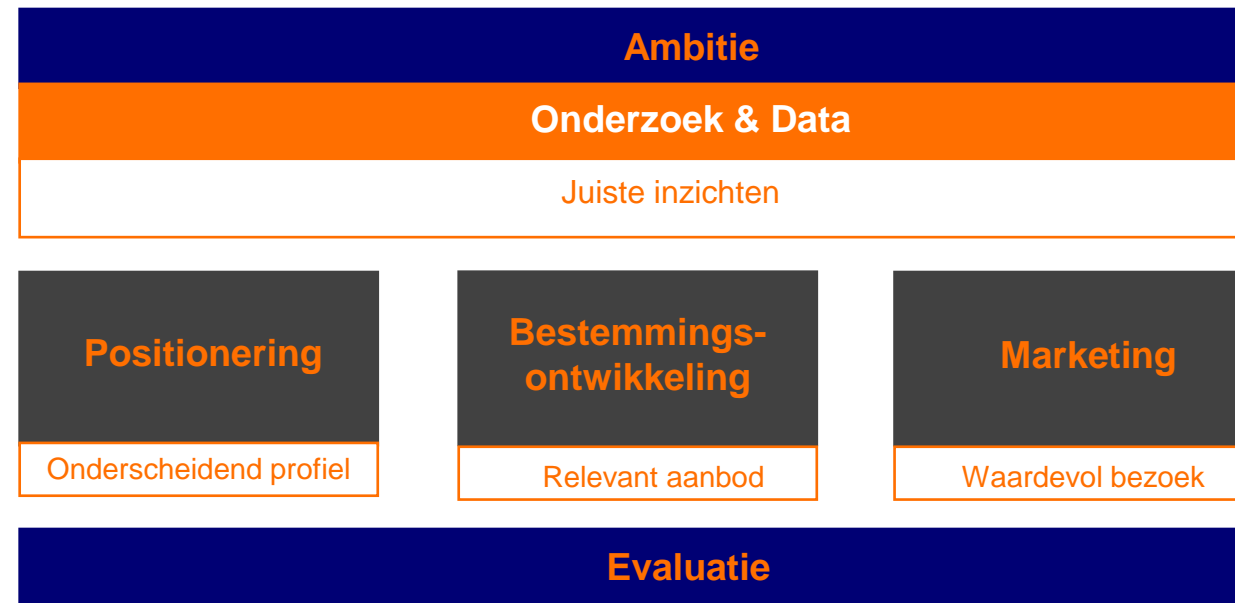 Ambitie
Onderzoek & Data
Juiste inzichten
Positionering
Onderscheidend profiel
Bestemmings-
ontwikkeling
Relevant aanbod
Marketing
Waardevol bezoek
Evaluatie